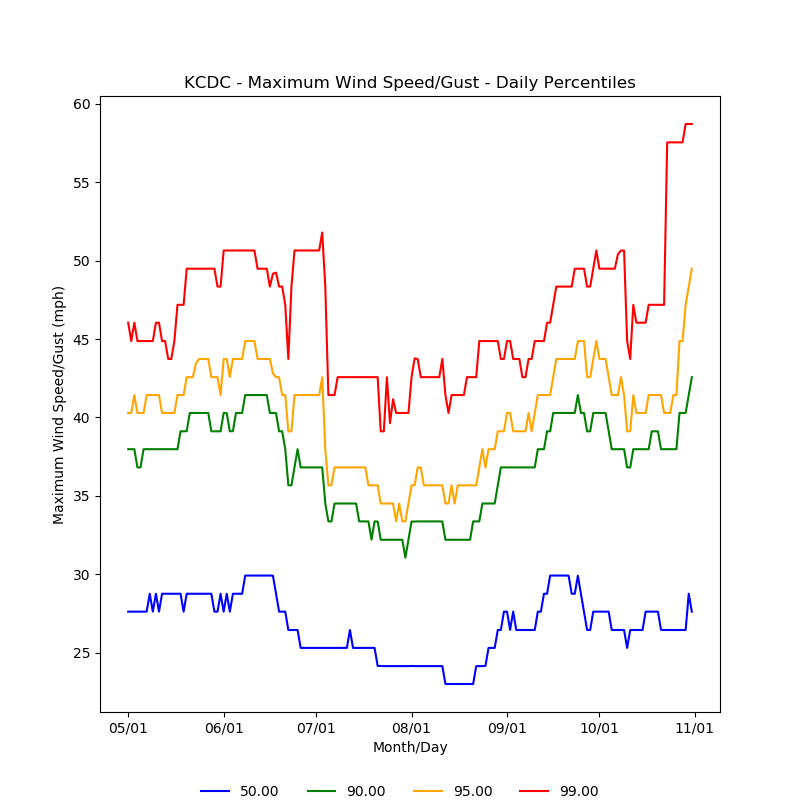 KCDC - Maximum Wind Speed/Gust - Daily Percentiles
60
55
50
45
40
35
30
25
Maximum Wind Speed/Gust (mph)
05/01 06/01 07/01 08/01 09/01 10/01 11/01
Month/Day
50.00 90.00 95.00 99.00